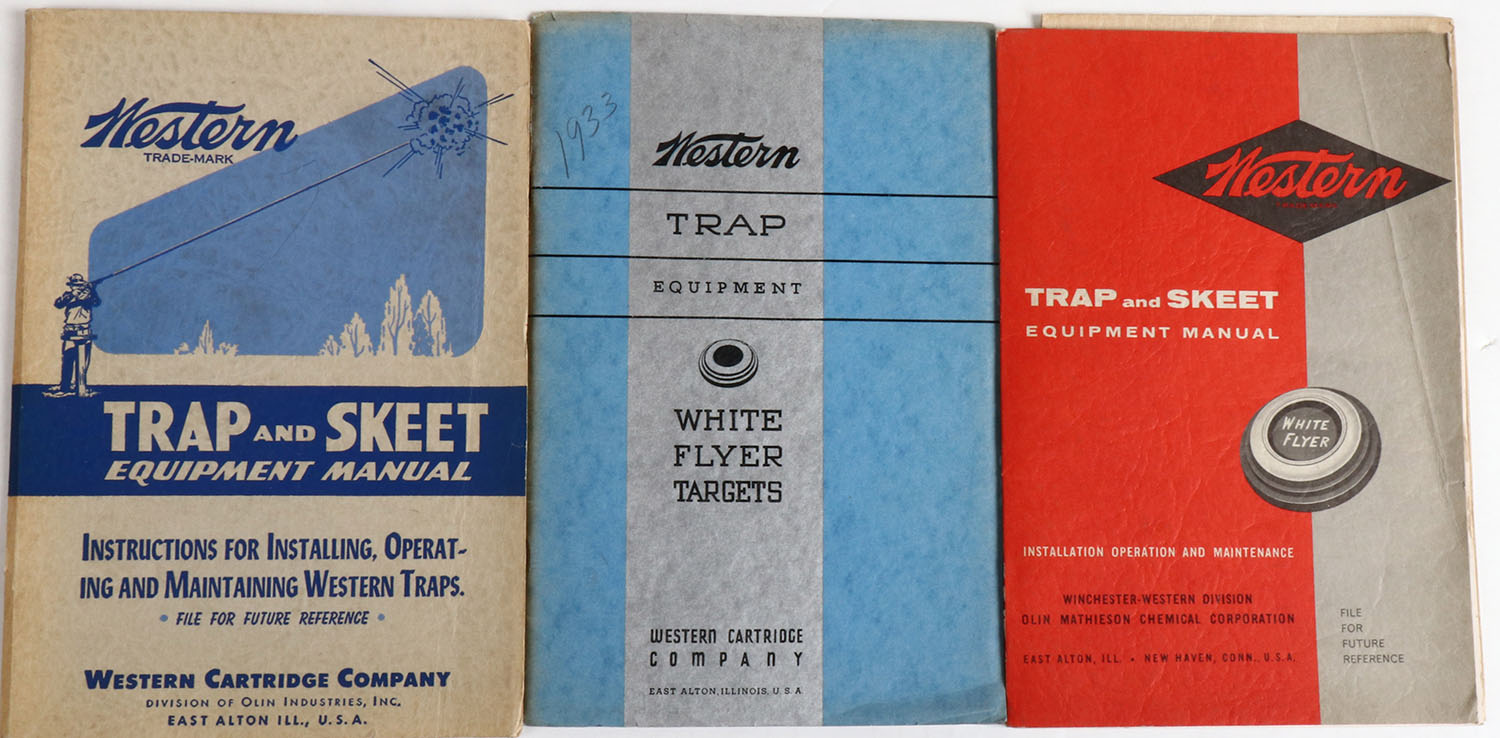 Western
TRADE-MARK
TRAP AND SKEET
EQUIPMENT MANUAL
INSTRUCTIONS FOR INSTALLING, OPERAT-
ING AND MAINTAINING WESTERN TRAPS.
• FILE FOR FUTURE REFERENCE •
WESTERN CARTRIDGE COMPANY
DIVISION OF OLIN INDUSTRIES, INC.
EAST ALTON ILL., U.S.A.
1933
Western
TRAP
EQUIPMENT
WHITE
FLYER
TARGETS
WESTERN CARTRIDGE
COMPANY
EAST ALTON, ILLINOIS, U.S.A
Western
TRAP and SKEET
EQUIPMENT MANUAL
WHITE
FLYER
INSTALLATION OPERATION AND MAINTENANCE
WINCHESTER-WESTERN DIVISION
OLIN MATHIESON CHEMICAL CORPORATION
EAST ALTON, ILL. • NEW HAVEN, CONN., U.S.A.
FILE
FOR
FUTURE
REFERENCE